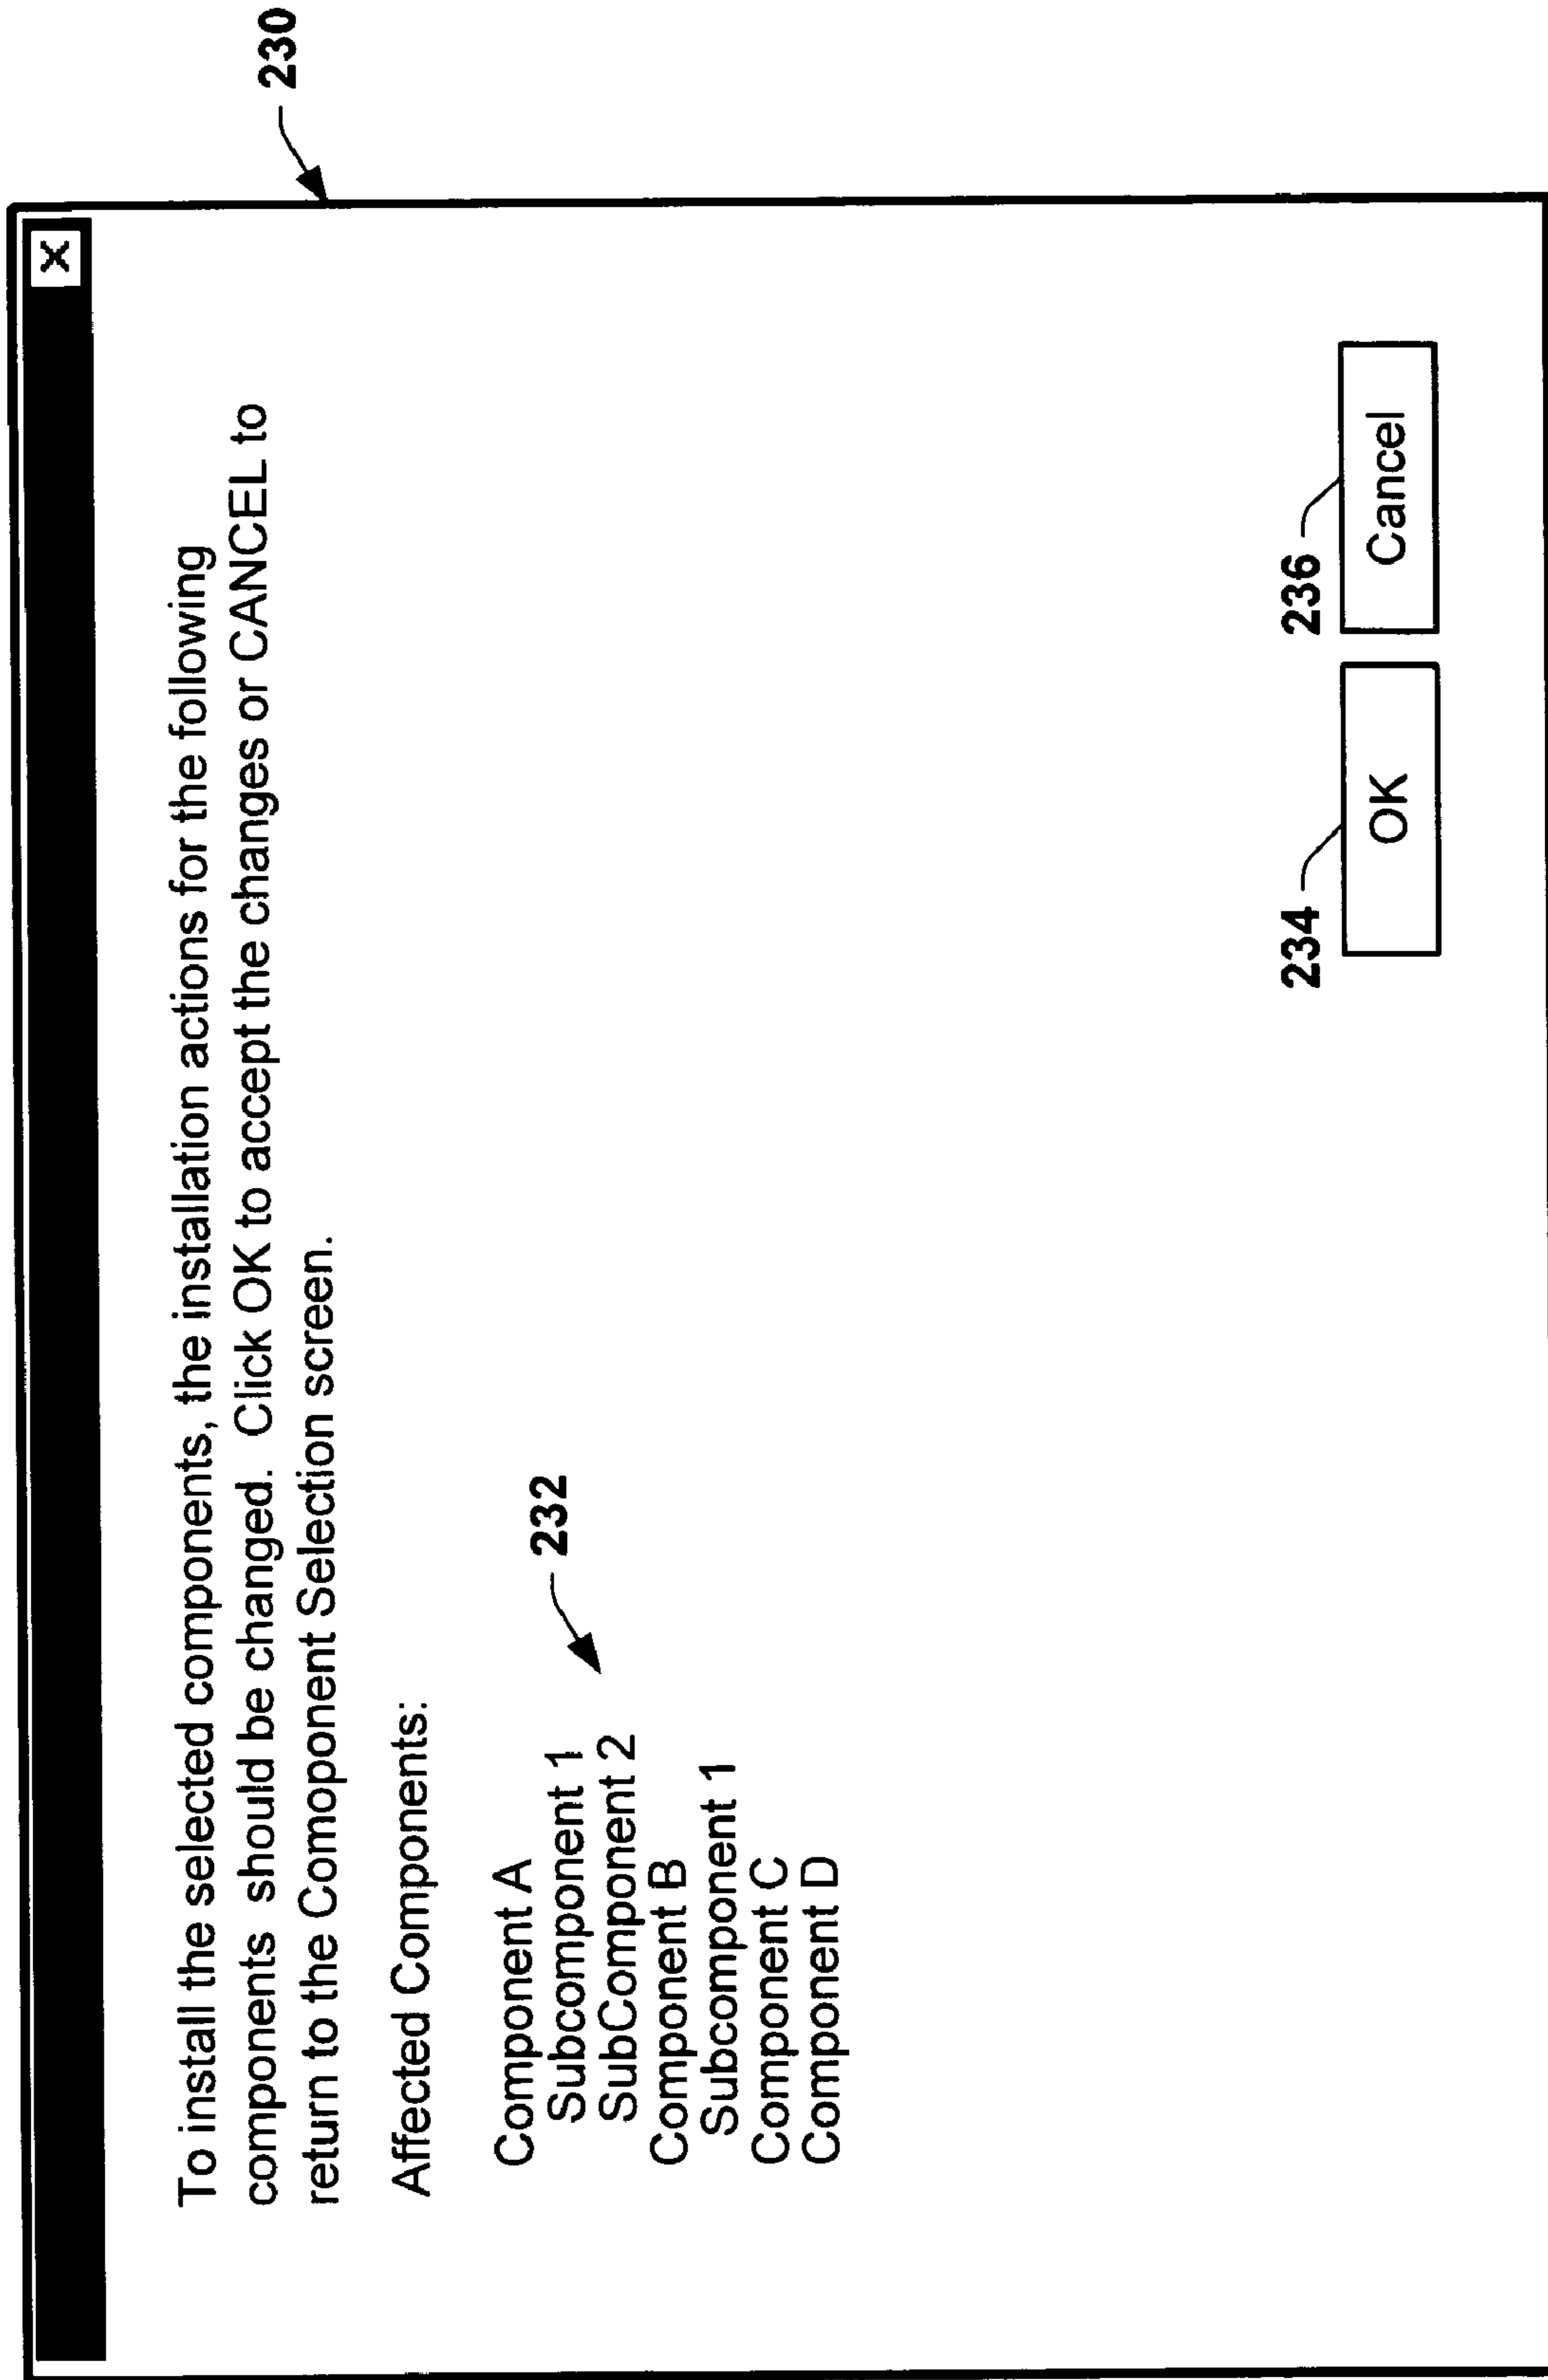 230
X
To install the selected components, the installation actions for the following
components should be changed. Click OK to accept the changes or CANCEL to
return to the Comoponent Selection screen.
Affected Components:
232
Component A
Subcomponent 1
SubComponent 2
Component B
Subcomponent 1
Component C
Component D
234
236
OK
Cancel